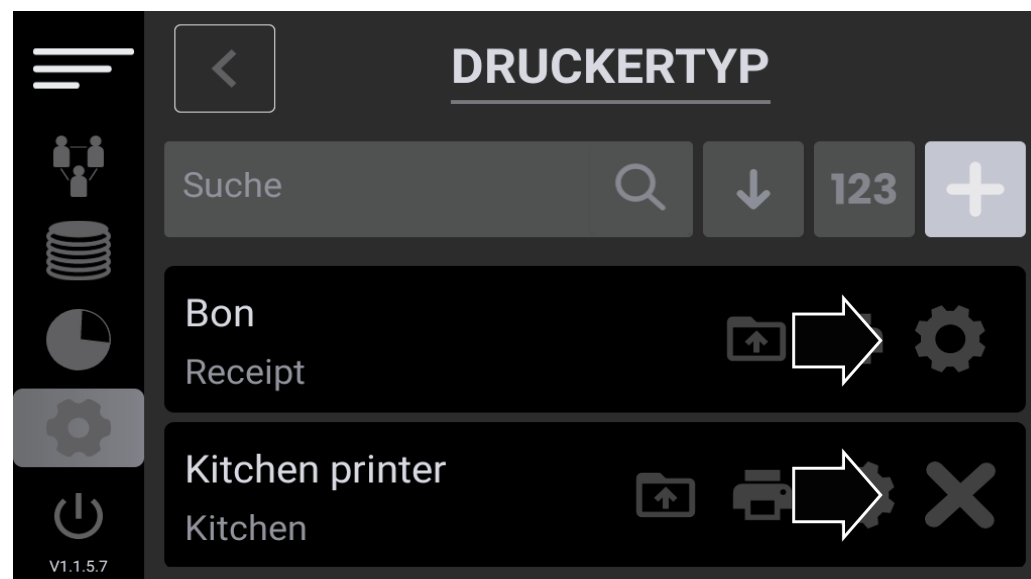 DRUCKERTYP
Suche
123
Bon
Receipt
Kitchen printer
Kitchen
V1.1.5.7